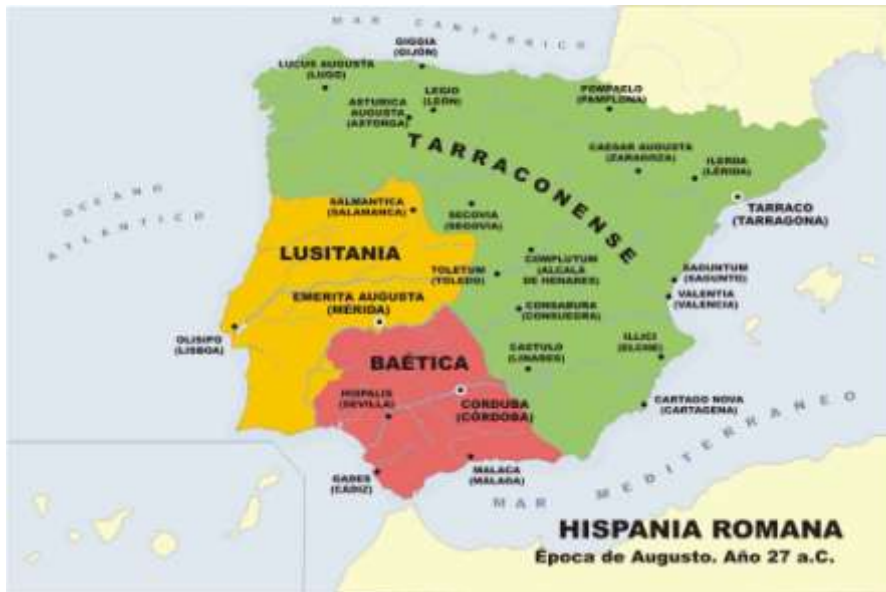 MAR CANTABRICO
GIGGIA
(GIJÓN)
LUCUS AUGUSTA
(LUGO)
LEGIO
(LEÓN)
ASTURICA
AUGUSTA
(ASTORGA)
POMPAELO
(PAMPLONA)
TARRACONENSE
CAESAR AUGUSTA
(ZARAGOZA)
ILERDA
(LÉRIDA)
TARRACO
(TARRAGONA)
OCEANO
ATLÁNTICO
SALMANTICA
(SALAMANCA)
SEGOVIA
(SEGOVIA)
LUSITANIA
TOLETUM
(TOLEDO)
COMPLUTUM
(ALCALÁ
DE HENARES)
SAGUNTUM
(SAGUNTO)
VALENTIA
(VALENCIA)
EMERITA AUGUSTA
(MÉRIDA)
CONSABURA
(CONSUEGRA)
OLISIPO
(LISBOA)
BAÉTICA
CASTULO
(LINARES)
ILLICI
(ELCHE)
HISPALIS
(SEVILLA)
CORDUBA
(CÓRDOBA)
CARTAGO NOVA
(CARTAGENA)
GADES
(CÁDIZ)
MALACA
(MÁLAGA)
MAR MEDITERRANEO
HISPANIA ROMANA
Época de Augusto. Año 27 a.C.